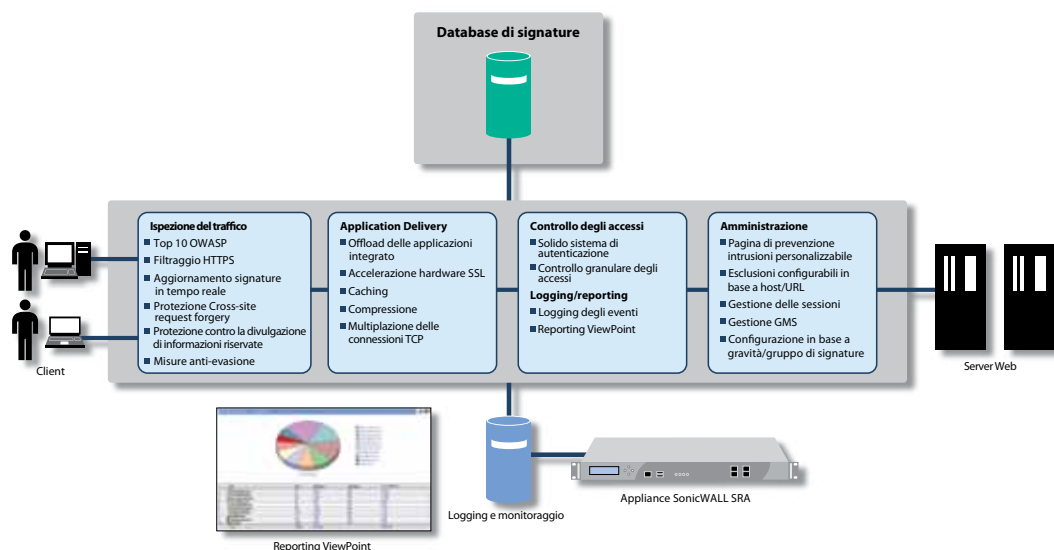 Database di signature
Ispezione del traffico
Top 10 OWASP
Filtraggio HTTPS
Aggiornamento signature
in tempo reale
Protezione Cross-site
request forgery
Protezione contro la divulgazione
di informazioni riservate
Misure anti-evasione
Application Delivery
Offload delle applicazioni
integrato
Accelerazione hardware SSL
Caching
Compressione
Multiplazione delle
connessioni TCP
Controllo degli accessi
Solido sistema di
autenticazione
Controllo granulare degli
accessi
Logging/reporting
Logging degli eventi
Reporting ViewPoint
Amministrazione
Pagina di prevenzione
intrusioni personalizzabile
Esclusioni configurabili in
base a host/URL
Gestione delle sessioni
Gestione GMS
Configurazione in base a
gravità/gruppo di signature
Client
Server Web
Logging e monitoraggio
Appliance SonicWALL SRA
Reporting ViewPoint